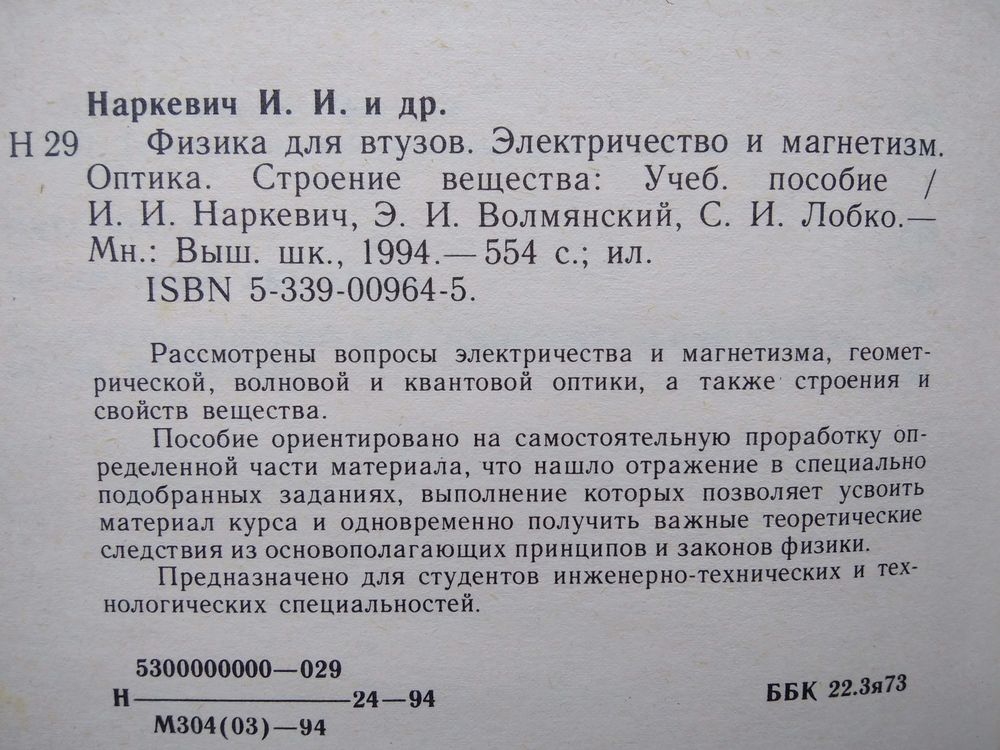 Наркевич И. И. и др.
Н 29 Физика для втузов. Электричество и магнетизм.
Оптика. Строение вещества: Учеб. пособие /
И. И. Наркевич, Э. И. Волмянский, С. И. Лобко.—
Мн.: Выш. шк., 1994.— 554 с.; ил.
ISBN 5-339-00964-5.
Рассмотрены вопросы электричества и магнетизма, геомет-
рической, волновой и квантовой оптики, а также строения и
свойств вещества.
Пособие ориентировано на самостоятельную проработку оп-
ределенной части материала, что нашло отражение в специально
подобранных заданиях, выполнение которых позволяет усвоить
материал курса и одновременно получить важные теоретические
следствия из основополагающих принципов и законов физики.
Предназначено для студентов инженерно-технических и тех-
нологических специальностей.
5300000000—029
Н————————24—94
М304(03)—94
ББК 22.3я73